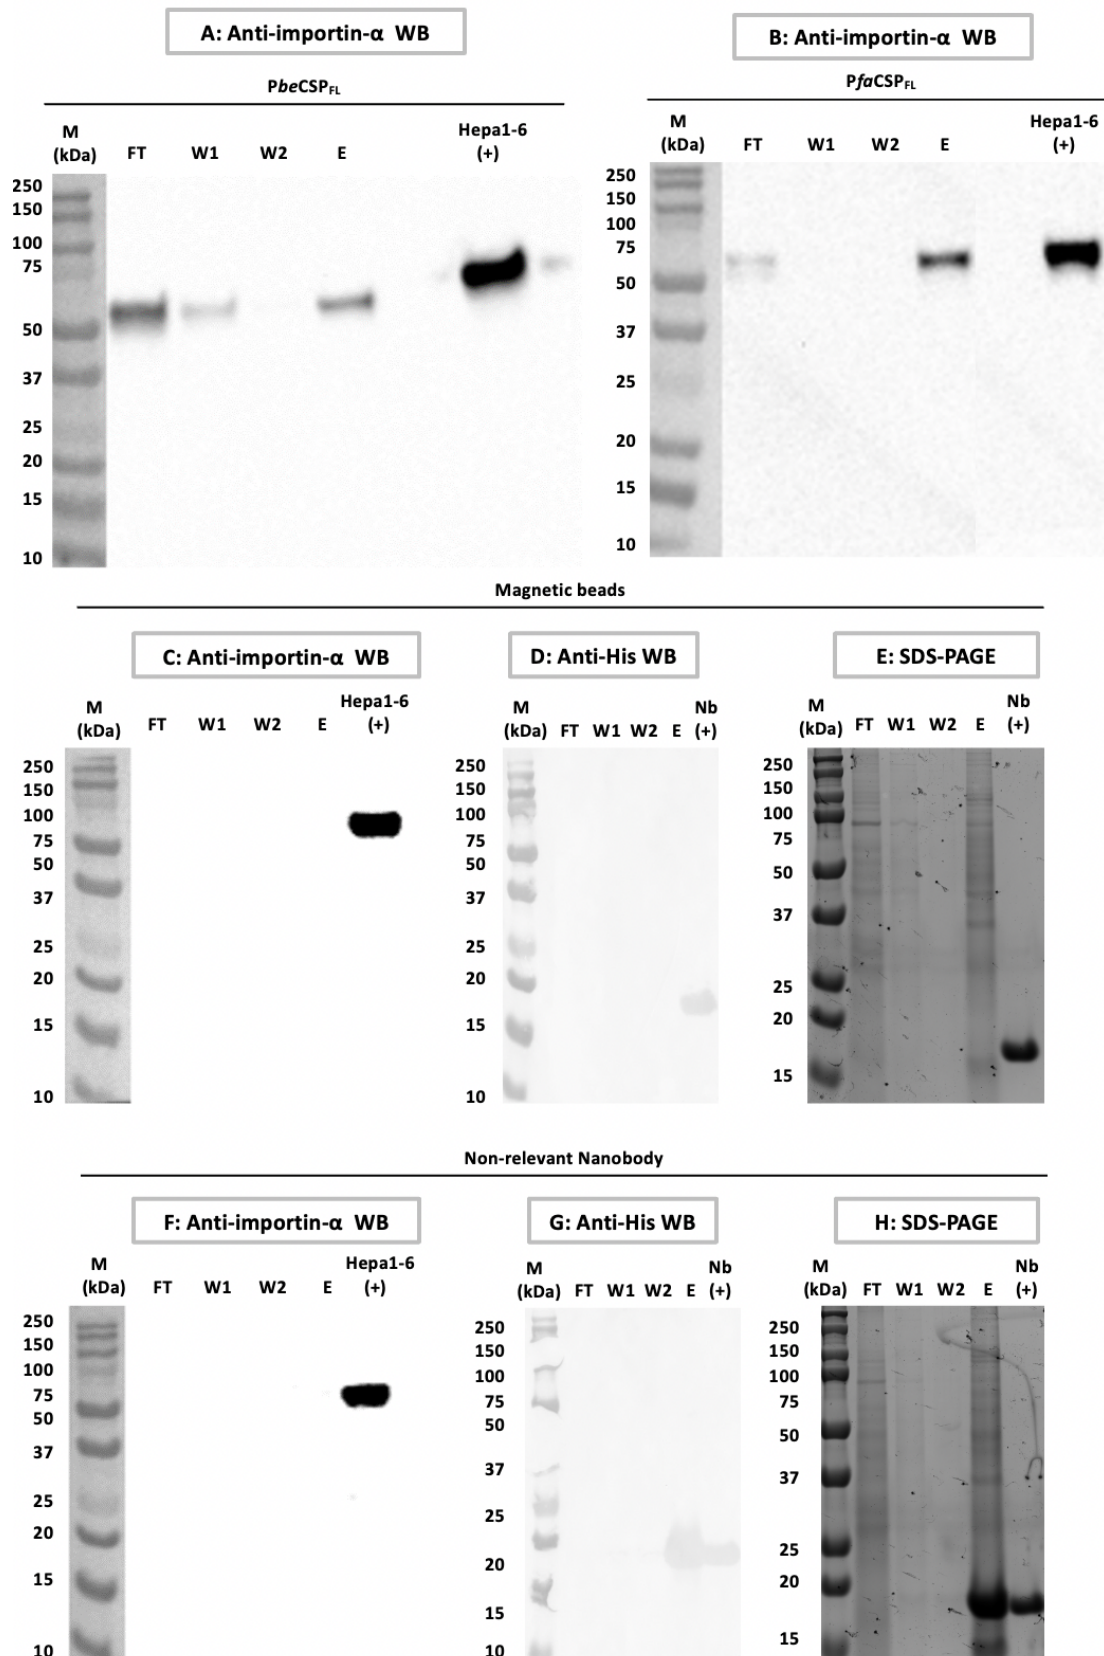 A: Anti-importin-α WB
PbeCSPFL
M
(kDa)
FT W1 W2 E
Hepa1-6
(+)
250
150
100
75
50
37
25
20
15
10
B: Anti-importin-α WB
PfaCSPFL
M
(kDa)
FT W1 W2 E
Hepa1-6
(+)
250
150
100
75
50
37
25
20
15
10
Magnetic beads
C: Anti-importin-α WB
M
(kDa)
FT W1 W2 E
Hepa1-6
(+)
250
150
100
75
50
37
25
20
15
10
D: Anti-His WB
M
(kDa)
FT W1 W2 E
Nb
(+)
250
150
100
75
50
37
25
20
15
10
E: SDS-PAGE
M
(kDa)
FT W1 W2 E
Nb
(+)
250
150
100
75
50
37
25
20
15
Non-relevant Nanobody
F: Anti-importin-α WB
M
(kDa)
FT W1 W2 E
Hepa1-6
(+)
250
150
100
75
50
37
25
20
15
10
G: Anti-His WB
M
(kDa)
FT W1 W2 E
Nb
(+)
250
150
100
75
50
37
25
20
15
10
H: SDS-PAGE
M
(kDa)
FT W1 W2 E
Nb
(+)
250
150
100
75
50
37
25
20
15